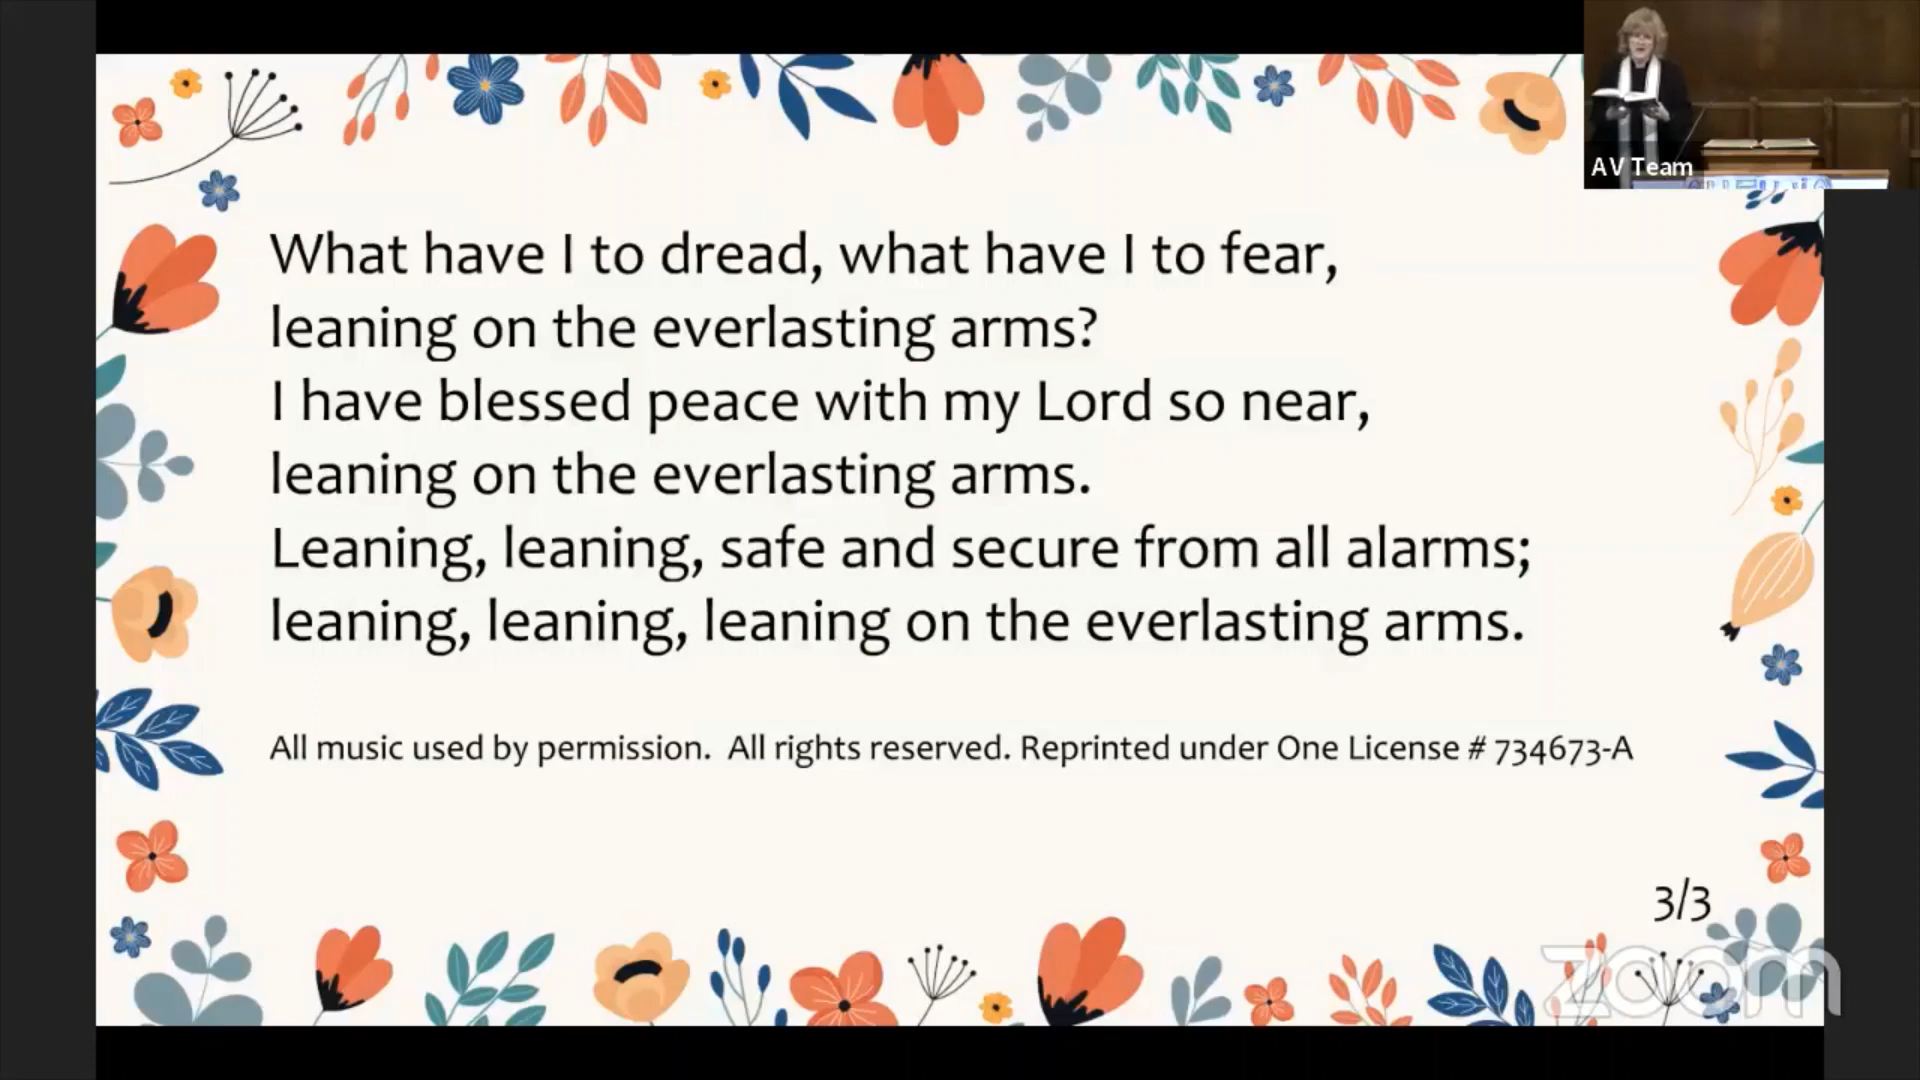 AV Team
What have I to dread, what have I to fear,
leaning on the everlasting arms?
I have blessed peace with my Lord so near,
leaning on the everlasting arms.
Leaning, leaning, safe and secure from all alarms;
leaning, leaning, leaning on the everlasting arms.
All music used by permission.  All rights reserved. Reprinted under One License # 734673-A
3/3
zoom